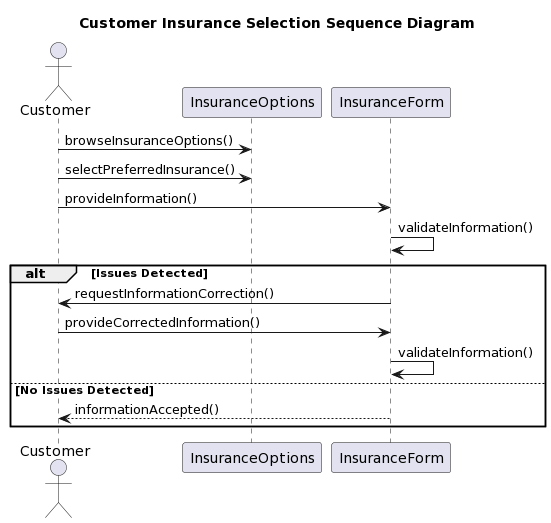 Customer Insurance Selection Sequence Diagram
Customer
InsuranceOptions
InsuranceForm
browseInsuranceOptions()
selectPreferredInsurance()
provideInformation()
validateInformation()
alt
[Issues Detected]
requestInformationCorrection()
provideCorrectedInformation()
validateInformation()
[No Issues Detected]
informationAccepted()
Customer
InsuranceOptions
InsuranceForm